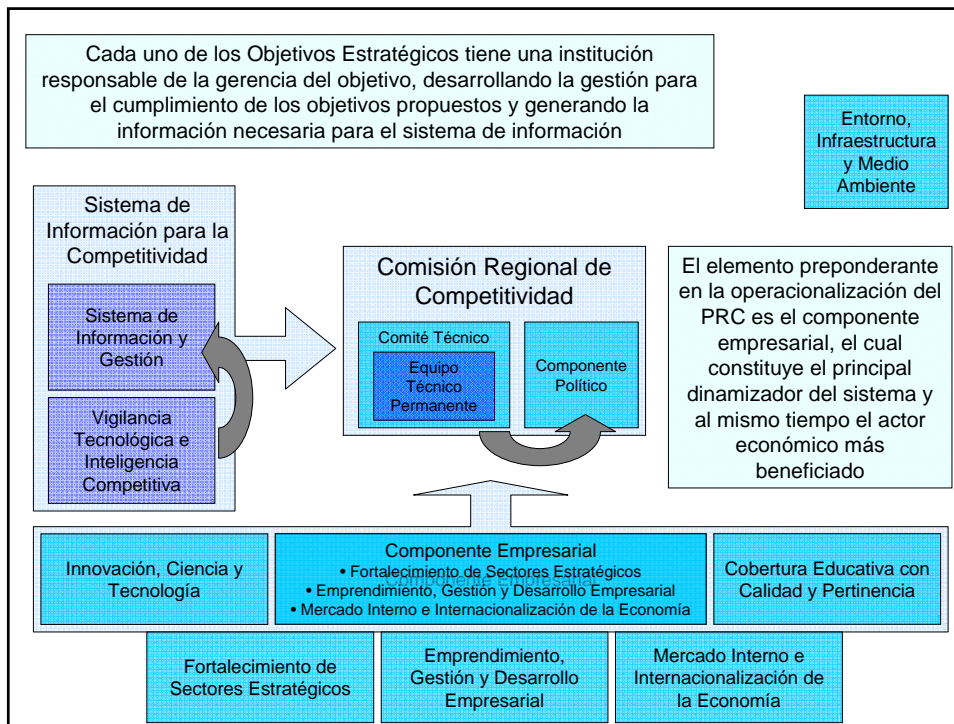 Cada uno de los Objetivos Estratégicos tiene una institución
responsable de la gerencia del objetivo, desarrollando la gestión para
el cumplimiento de los objetivos propuestos y generando la
información necesaria para el sistema de información
Entorno,
Infraestructura
y Medio
Ambiente
Sistema de
Información para la
Competitividad
Sistema de
Información y
Gestión
Vigilancia
Tecnológica e
Inteligencia
Competitiva
Comisión Regional de
Competitividad
Comité Técnico
Equipo
Técnico
Permanente
Componente
Político
El elemento preponderante
en la operacionalización del
PRC es el componente
empresarial, el cual
constituye el principal
dinamizador del sistema y
al mismo tiempo el actor
económico más
beneficiado
Innovación, Ciencia y
Tecnología
Componente Empresarial
• Fortalecimiento de Sectores Estratégicos
Componente Empresarial
• Emprendimiento, Gestión y Desarrollo Empresarial
• Mercado Interno e Internacionalización de la Economía
Cobertura Educativa con
Calidad y Pertinencia
Fortalecimiento de
Sectores Estratégicos
Emprendimiento,
Gestión y Desarrollo
Empresarial
Mercado Interno e
Internacionalización de
la Economía